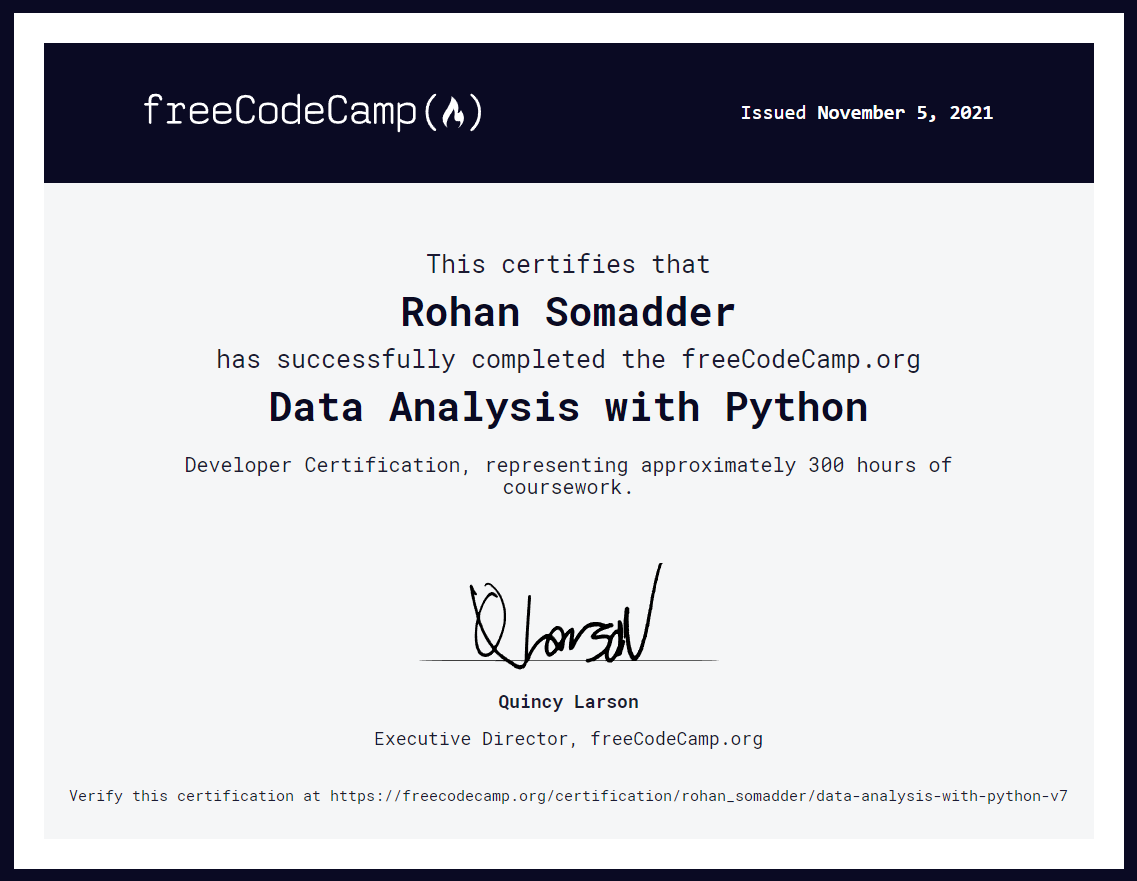 freeCodeCamp(🔥)
Issued November 5, 2021
This certifies that
Rohan Somadder
has successfully completed the freeCodeCamp.org
Data Analysis with Python
Developer Certification, representing approximately 300 hours of
coursework.
Q Larson
Quincy Larson
Executive Director, freeCodeCamp.org
Verify this certification at https://freecodecamp.org/certification/rohan_somadder/data-analysis-with-python-v7